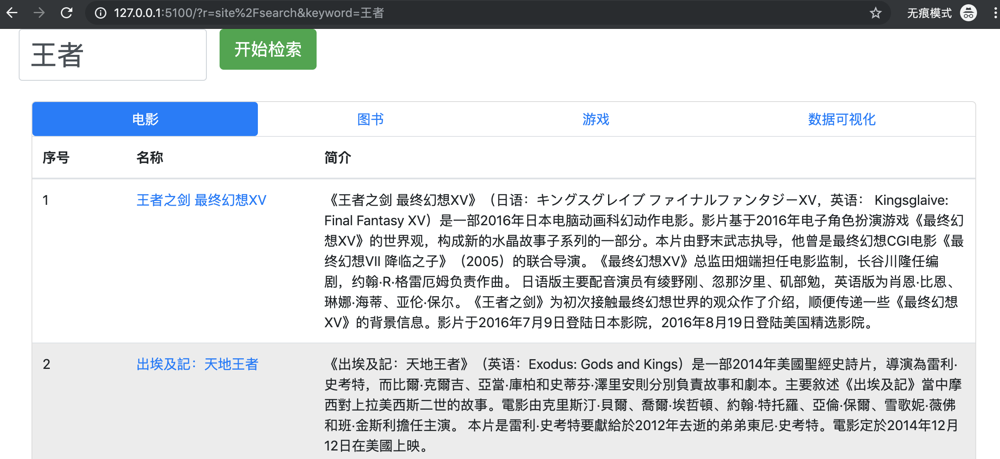 127.0.0.1:5100/?r=site%2Fsearch&keyword=王者
无痕模式
王者
开始检索
电影
图书
游戏
数据可视化
序号
名称
简介
1
王者之剑 最终幻想XV
《王者之剑 最终幻想XV》（日语：キングスグレイブ ファイナルファンタジーXV，英语： Kingsglaive:
Final Fantasy XV）是一部2016年日本电脑动画科幻动作电影。影片基于2016年电子角色扮演游戏《最终幻
想XV》的世界观，构成新的水晶故事子系列的一部分。本片由野末武志执导，他曾是最终幻想CGI电影《最
终幻想VII 降临之子》（2005）的联合导演。《最终幻想XV》总监田畑端担任电影监制，长谷川隆任编
剧，约翰·R·格雷厄姆负责作曲。 日语版主要配音演员有绫野刚、忽那汐里、矶部勉，英语版为肖恩·比恩、
琳娜·海蒂、亚伦·保尔。《王者之剑》为初次接触最终幻想世界的观众作了介绍，顺便传递一些《最终幻想
XV》的背景信息。影片于2016年7月9日登陆日本影院，2016年8月19日登陆美国精选影院。
2
出埃及記：天地王者
《出埃及記：天地王者》（英语：Exodus: Gods and Kings）是一部2014年美國聖經史詩片，導演為雷利·
史考特，而比爾·克爾吉、亞當·庫柏和史蒂芬·澤里安則分別負責故事和劇本。主要敘述《出埃及記》當中摩
西對上拉美西斯二世的故事。電影由克里斯汀·貝爾、喬爾·埃哲頓、約翰·特托羅、亞倫·保爾、雪歌妮·薇佛
和班·金斯利擔任主演。 本片是雷利·史考特要獻給於2012年去逝的弟弟東尼·史考特。電影定於2014年12月
12日在美國上映。